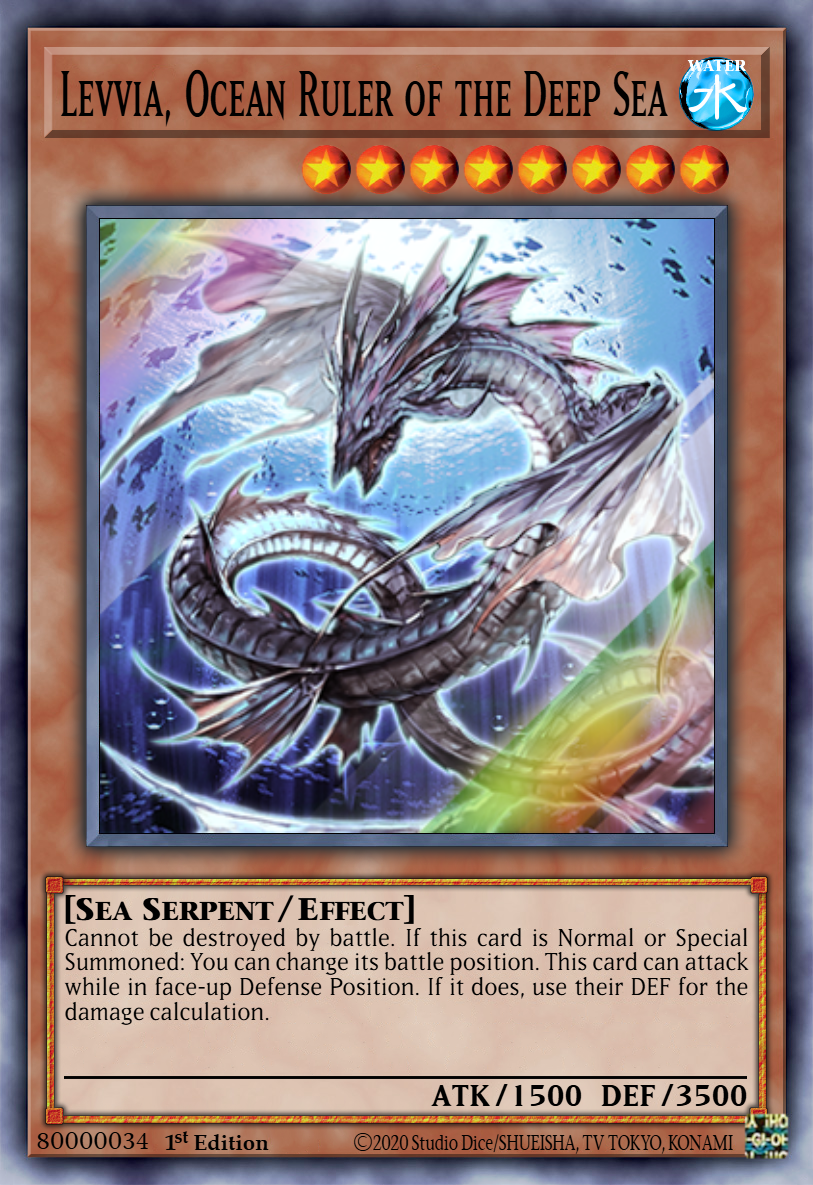 Levvia, Ocean Ruler of the Deep Sea
WATER
水
[Sea Serpent/Effect]
Cannot be destroyed by battle. If this card is Normal or Special
Summoned: You can change its battle position. This card can attack
while in face-up Defense Position. If it does, use their DEF for the
damage calculation.
ATK/1500 DEF/3500
80000034 1st Edition ©2020 Studio Dice/SHUEISHA, TV TOKYO, KONAMI